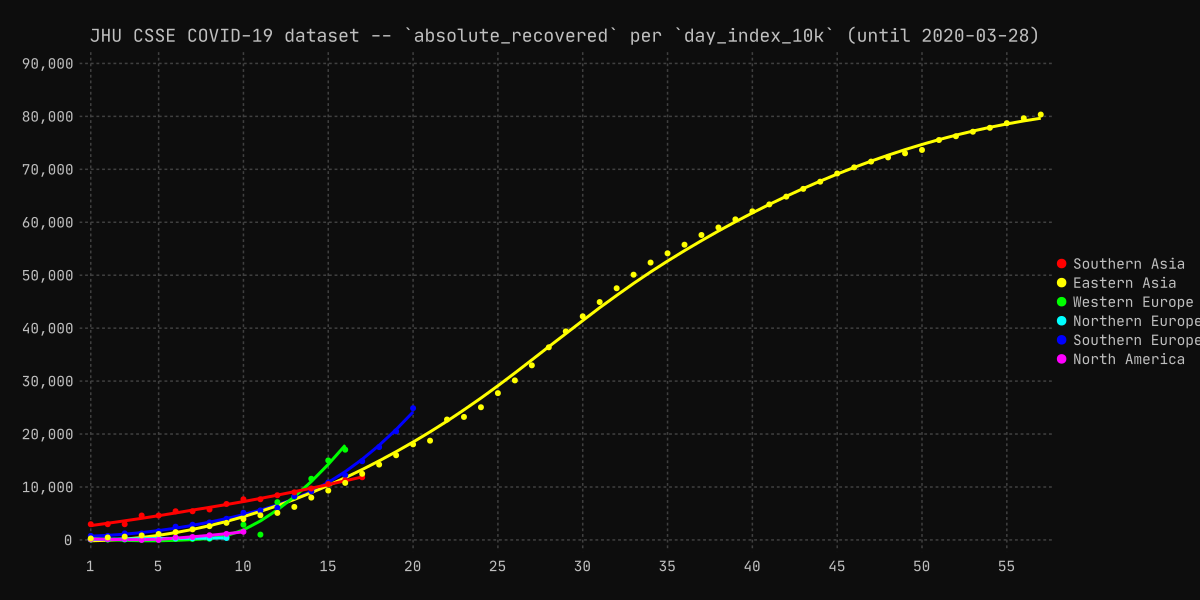 JHU CSSE COVID-19 dataset -- `absolute_recovered` per `day_index_10k` (until 2020-03-28)
90,000
80,000
70,000
60,000
50,000
40,000
30,000
20,000
10,000
0
1 5 10 15 20 25 30 35 40 45 50 55
Southern Asia
Eastern Asia
Western Europe
Northern Europe
Southern Europe
North America